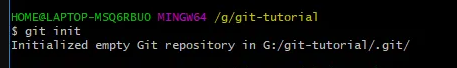 HOME@LAPTOP-MSQ6RBUO MINGW64 /g/git-tutorial
$ git init
Initialized empty Git repository in G:/git-tutorial/.git/